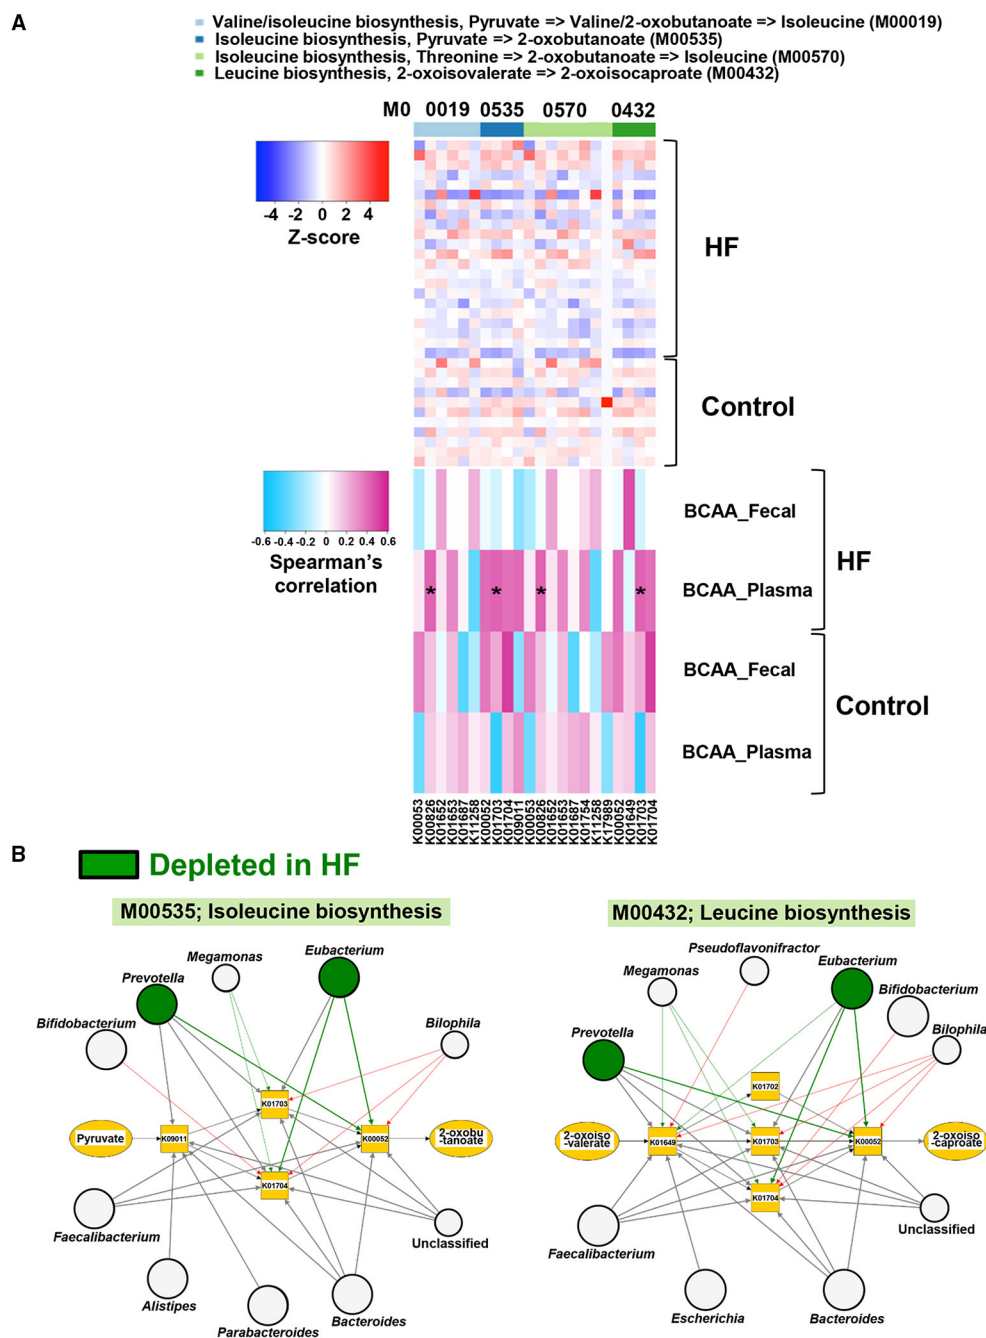 A
Valine/isoleucine biosynthesis, Pyruvate => Valine/2-oxobutanoate => Isoleucine (M00019)
Isoleucine biosynthesis, Pyruvate => 2-oxobutanoate (M00535)
Isoleucine biosynthesis, Threonine => 2-oxobutanoate => Isoleucine (M00570)
Leucine biosynthesis, 2-oxoisovalerate => 2-oxoisocaproate (M00432)
M0 0019 0535 0570 0432
-4 -2 0 2 4
Z-score
HF
Control
-0.6 -0.4 -0.2 0 0.2 0.4 0.6
Spearman's
correlation
BCAA_Fecal
* * * *
BCAA_Plasma
HF
BCAA_Fecal
BCAA_Plasma
Control
K00053
K00826
K01652
K01653
K01687
K11258
K00052
K01703
K01704
K09011
K00053
K00826
K01652
K01653
K01687
K01754
K11258
K17989
K00052
K01649
K01703
K01704
B
Depleted in HF
M00535; Isoleucine biosynthesis
Megamonas
Eubacterium
Prevotella
Bifidobacterium
Bilophila
K01703
Pyruvate
K09011
K00052
2-oxobu
-tanoate
K01704
Faecalibacterium
Unclassified
Alistipes
Parabacteroides
Bacteroides
M00432; Leucine biosynthesis
Pseudoflavonifractor
Megamonas
Eubacterium
Bifidobacterium
Prevotella
Bilophila
K01702
2-oxoiso
-valerate
K01649
K01703
K00052
2-oxoiso
-caproate
K01704
Faecalibacterium
Unclassified
Escherichia
Bacteroides